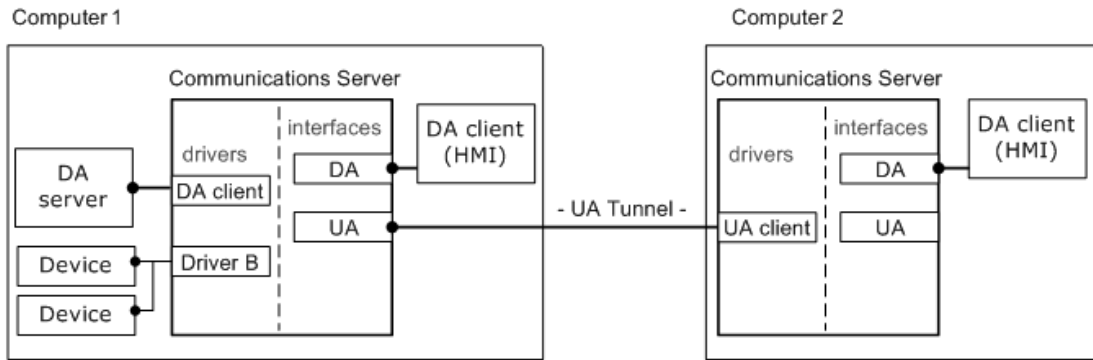 Computer 1
Computer 2
Communications Server
Communications Server
interfaces
DA client
(HMI)
interfaces
DA client
(HMI)
drivers
DA
drivers
DA
DA
server
DA client
- UA Tunnel -
UA
UA client
UA
Device
Driver B
Device